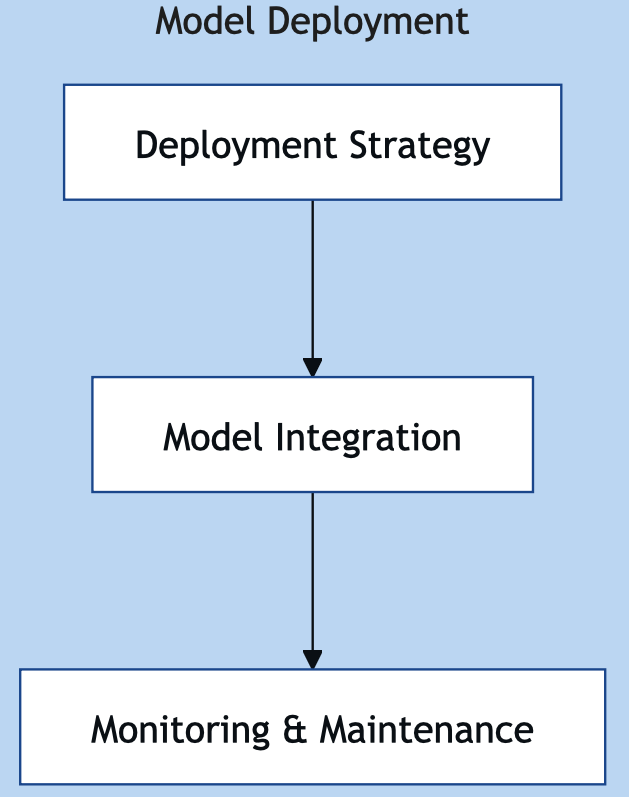 Model Deployment
Deployment Strategy
Model Integration
Monitoring & Maintenance